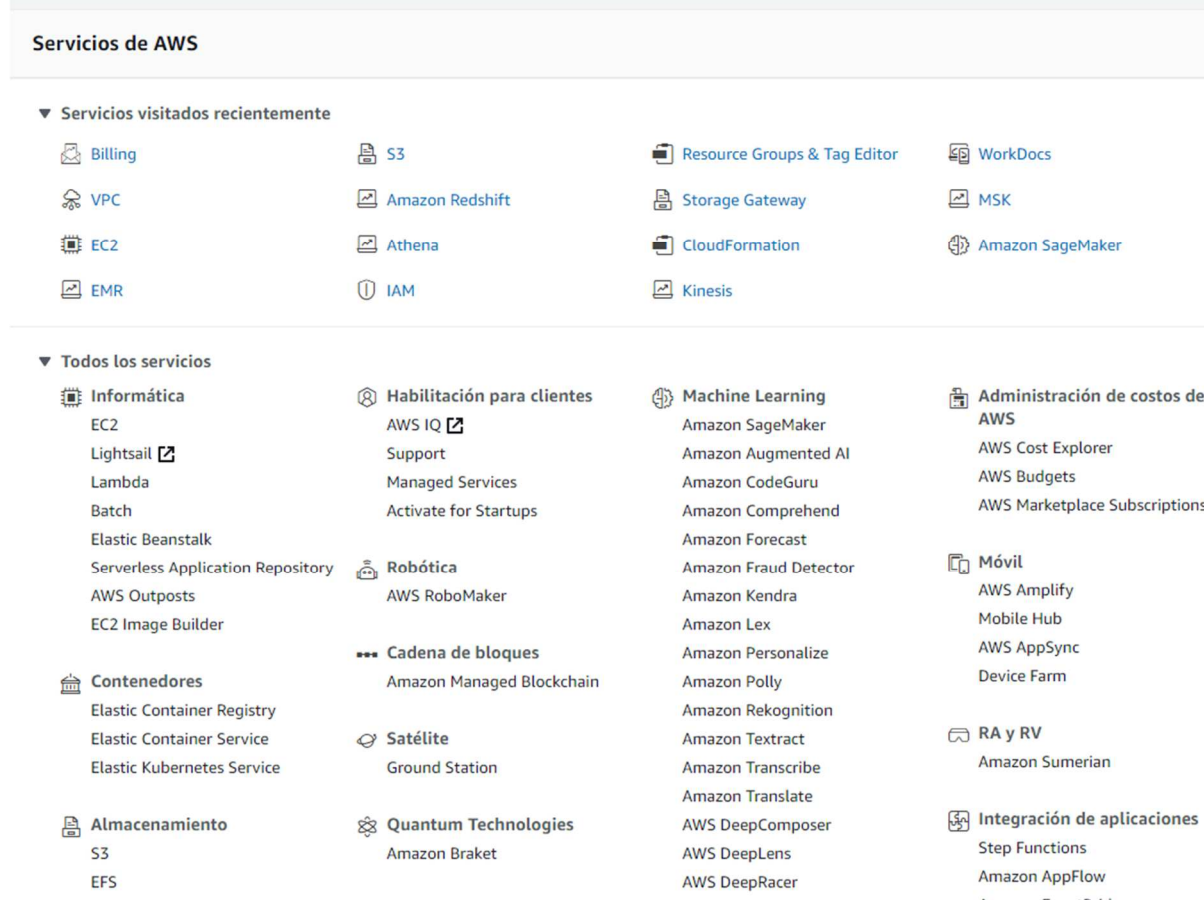 Servicios de AWS
Servicios visitados recientemente
Billing
S3
Resource Groups & Tag Editor
WorkDocs
VPC
Amazon Redshift
Storage Gateway
MSK
EC2
Athena
CloudFormation
Amazon SageMaker
EMR
IAM
Kinesis
Todos los servicios
Informática
EC2
Lightsail
Lambda
Batch
Elastic Beanstalk
Serverless Application Repository
AWS Outposts
EC2 Image Builder
Contenedores
Elastic Container Registry
Elastic Container Service
Elastic Kubernetes Service
Almacenamiento
S3
EFS
Habilitación para clientes
AWS IQ
Support
Managed Services
Activate for Startups
Robótica
AWS RoboMaker
Cadena de bloques
Amazon Managed Blockchain
Satélite
Ground Station
Quantum Technologies
Amazon Braket
Machine Learning
Amazon SageMaker
Amazon Augmented AI
Amazon CodeGuru
Amazon Comprehend
Amazon Forecast
Amazon Fraud Detector
Amazon Kendra
Amazon Lex
Amazon Personalize
Amazon Polly
Amazon Rekognition
Amazon Textract
Amazon Transcribe
Amazon Translate
AWS DeepComposer
AWS DeepLens
AWS DeepRacer
Administración de costos de
AWS
AWS Cost Explorer
AWS Budgets
AWS Marketplace Subscriptions
Móvil
AWS Amplify
Mobile Hub
AWS AppSync
Device Farm
RA y RV
Amazon Sumerian
Integración de aplicaciones
Step Functions
Amazon AppFlow